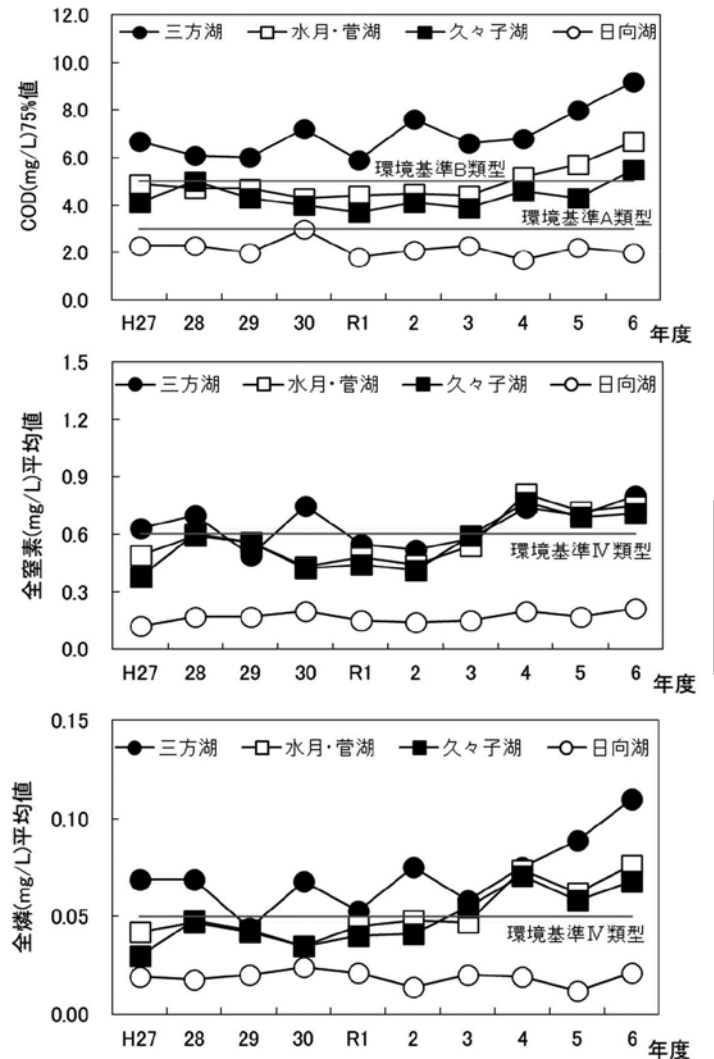 12.0
三方湖 水月・菅湖 久々子湖 日向湖
10.0
8.0
6.0
環境基準B類型
4.0
環境基準A類型
2.0
0.0
COD(mg/L)75%値
H27 28 29 30 R1 2 3 4 5 6 年度
1.5
三方湖 水月・菅湖 久々子湖 日向湖
1.2
0.9
0.6
環境基準Ⅳ類型
0.3
0.0
全窒素(mg/L)平均値
H27 28 29 30 R1 2 3 4 5 6 年度
0.15
三方湖 水月・菅湖 久々子湖 日向湖
0.10
0.05
環境基準Ⅳ類型
0.00
全燐(mg/L)平均値
H27 28 29 30 R1 2 3 4 5 6 年度